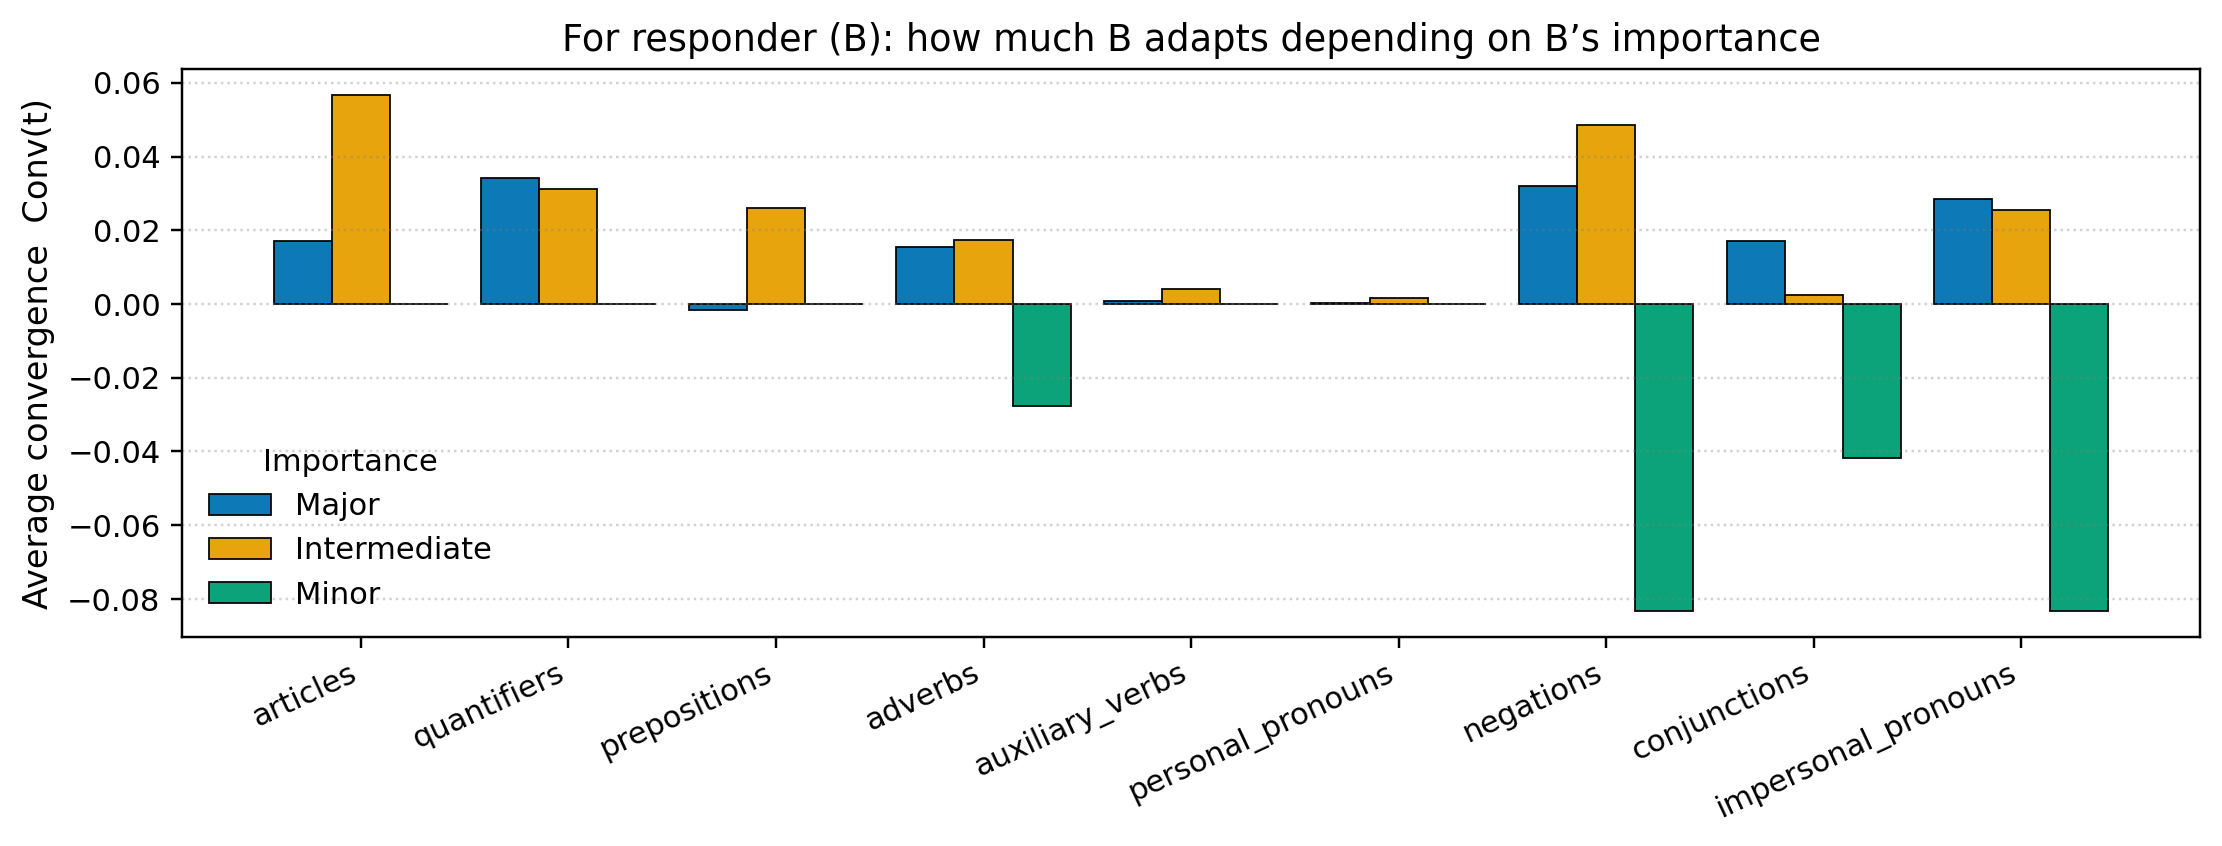 For responder (B): how much B adapts depending on B’s importance
Average convergence  Conv(t)
0.06
0.04
0.02
0.00
−0.02
−0.04
−0.06
−0.08
Importance
Major
Intermediate
Minor
articles
quantifiers
prepositions
adverbs
auxiliary_verbs
personal_pronouns
negations
conjunctions
impersonal_pronouns